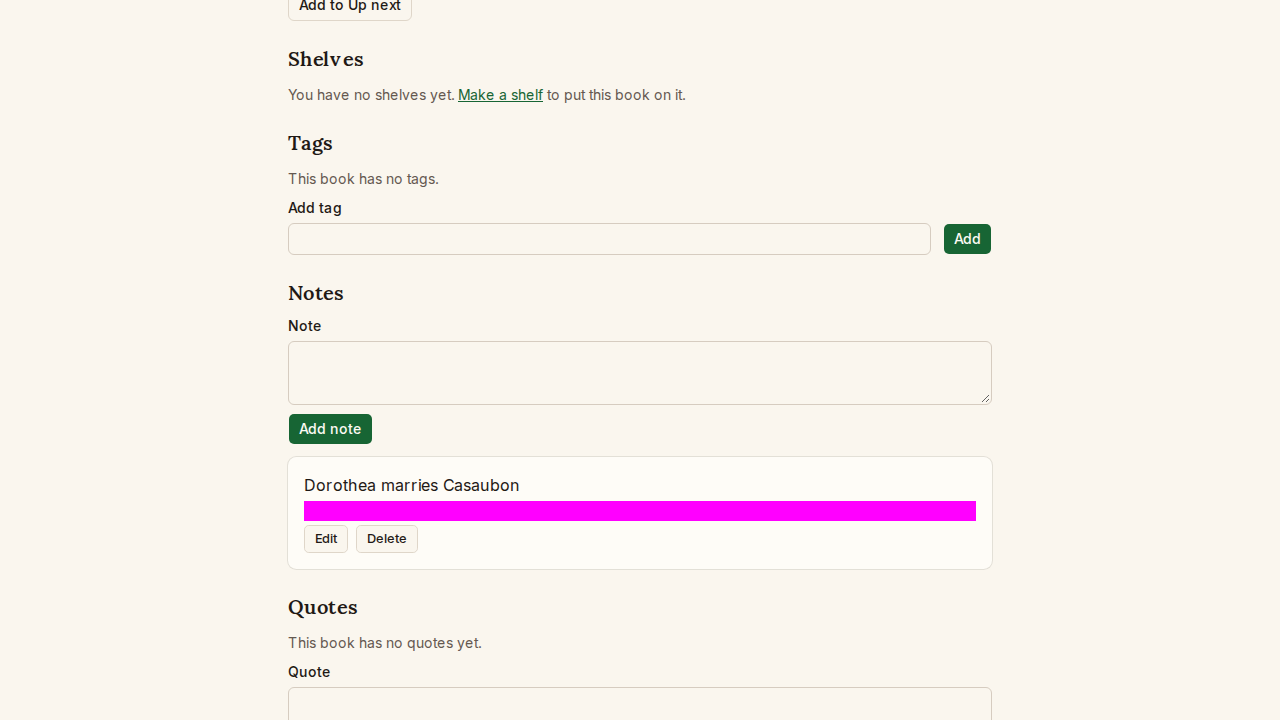 Add to Up next
Shelves
You have no shelves yet. Make a shelf to put this book on it.
Tags
This book has no tags.
Add tag
Add
Notes
Note
Add note
Dorothea marries Casaubon
Edit Delete
Quotes
This book has no quotes yet.
Quote